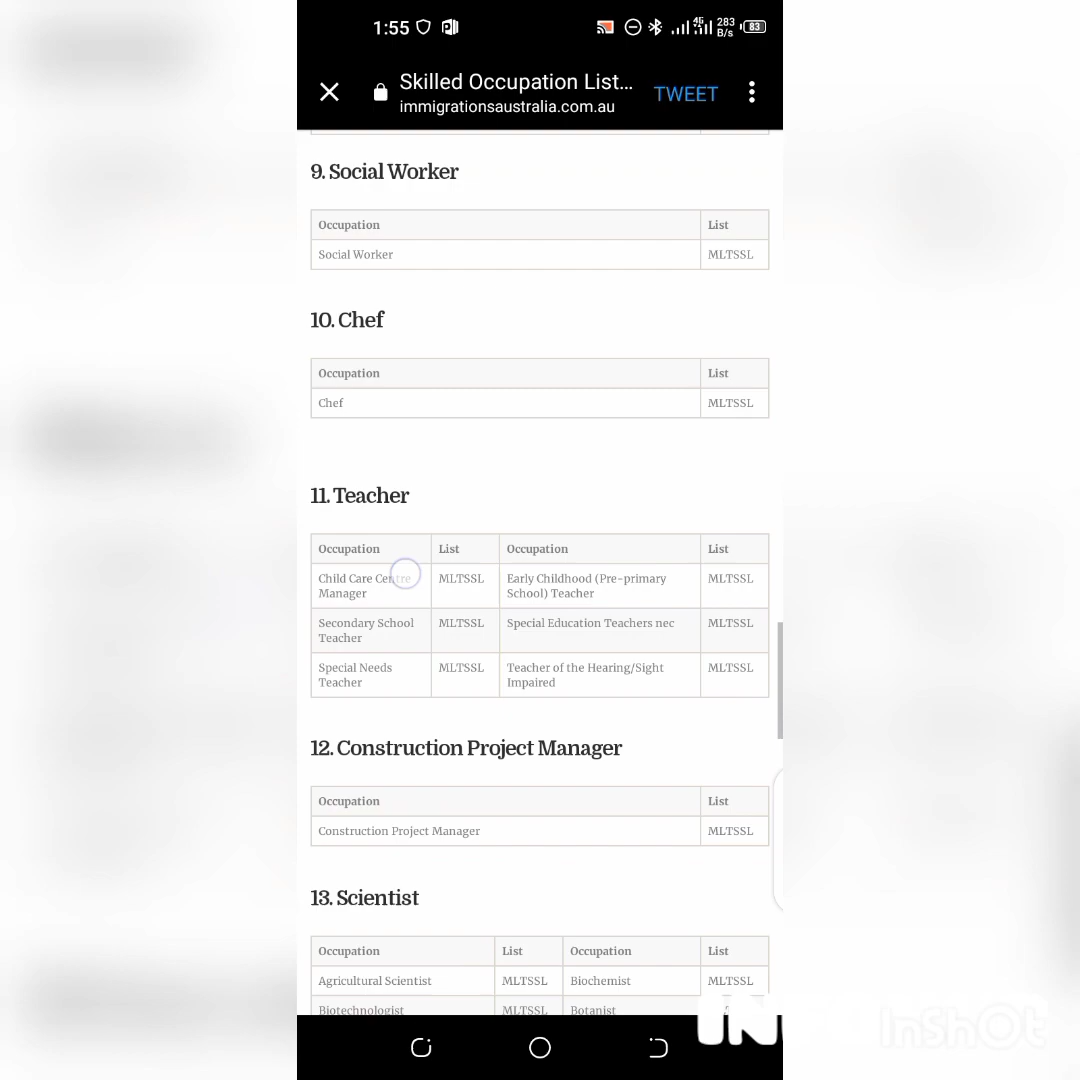 1:55
4G
283 B/s
83
Skilled Occupation List...
TWEET
immigrationsaustralia.com.au
9. Social Worker
Occupation List
Social Worker MLTSSL
10. Chef
Occupation List
Chef MLTSSL
11. Teacher
Occupation List Occupation List
Child Care Centre MLTSSL Early Childhood (Pre-primary MLTSSL
Manager School) Teacher
Secondary School MLTSSL Special Education Teachers nec MLTSSL
Teacher
Special Needs MLTSSL Teacher of the Hearing/Sight MLTSSL
Teacher Impaired
12. Construction Project Manager
Occupation List
Construction Project Manager MLTSSL
13. Scientist
Occupation List Occupation List
Agricultural Scientist MLTSSL Biochemist MLTSSL
Biotechnologist MLTSSL Botanist
InShOt